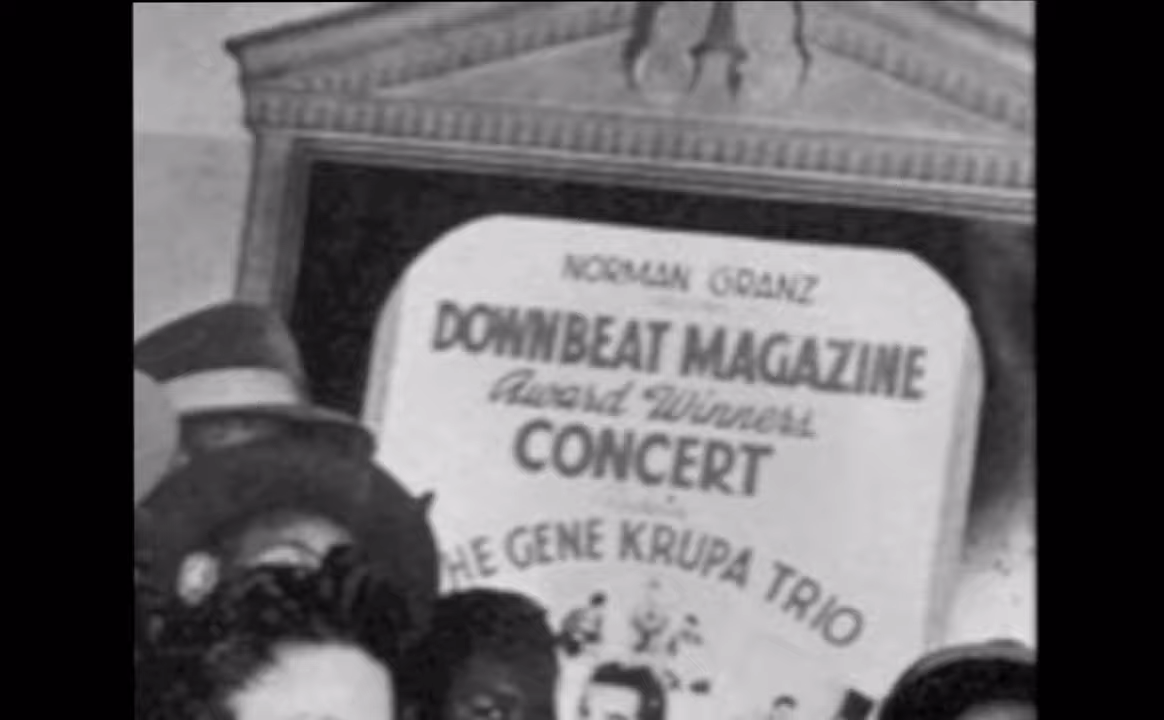 NORMAN GRANZ
DOWNBEAT MAGAZINE
Award Winners
CONCERT
HE GENE KRUPA TRIO